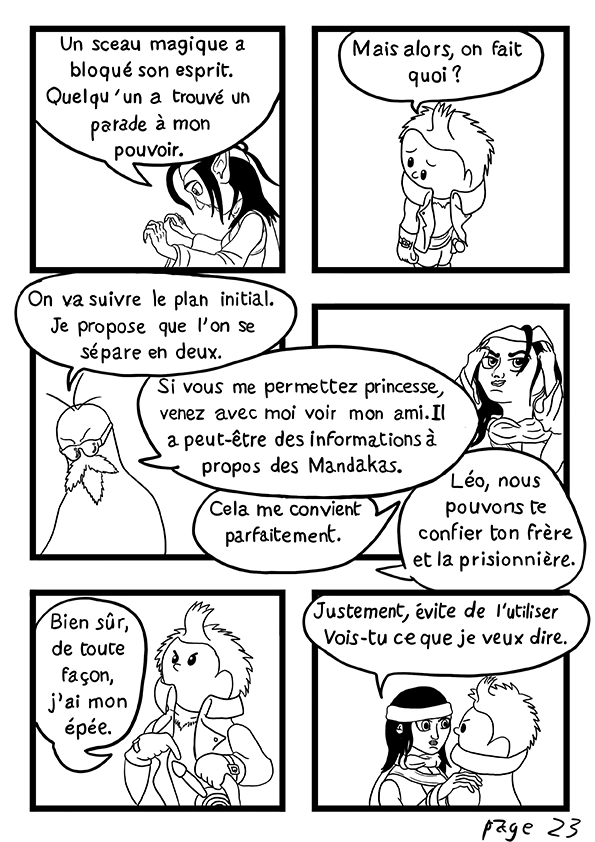 Un sceau magique a
bloqué son esprit.
Quelqu'un a trouvé un
parade à mon
pouvoir.
Mais alors, on fait
quoi ?
On va suivre le plan initial.
Je propose que l'on se
sépare en deux.
Si vous me permettez princesse,
venez avec moi voir mon ami. Il
a peut-être des informations à
propos des Mandakas.
Cela me convient
parfaitement.
Léo, nous
pouvons te
confier ton frère
et la prisionnière.
Bien sûr,
de toute
façon,
j'ai mon
épée.
Justement, évite de l'utiliser
Vois-tu ce que je veux dire.
page 23